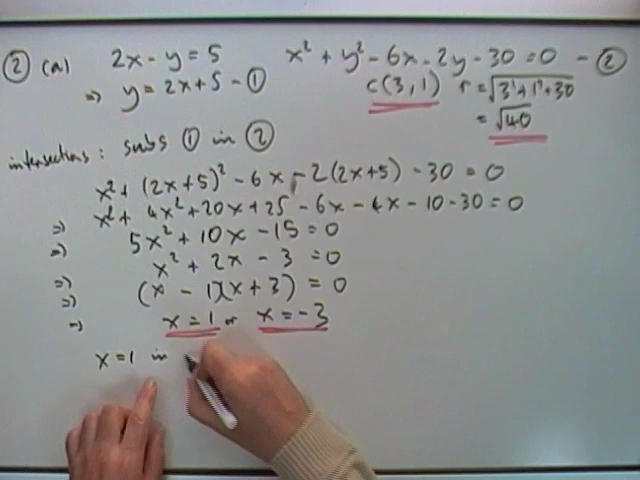 ② (a) 2x - y = 5 x² + y² - 6x - 2y - 30 = 0 - ②
=> y = 2x + 5 - ① C(3, 1) r = √3²+1²+30
= √40
intersections: subs ① in ②
x² + (2x+5)² - 6x - 2(2x+5) - 30 = 0
=> x² + 4x² + 20x + 25 - 6x - 4x - 10 - 30 = 0
=> 5x² + 10x - 15 = 0
=> x² + 2x - 3 = 0
=> (x - 1)(x + 3) = 0
=> x = 1 or x = -3
x = 1 in